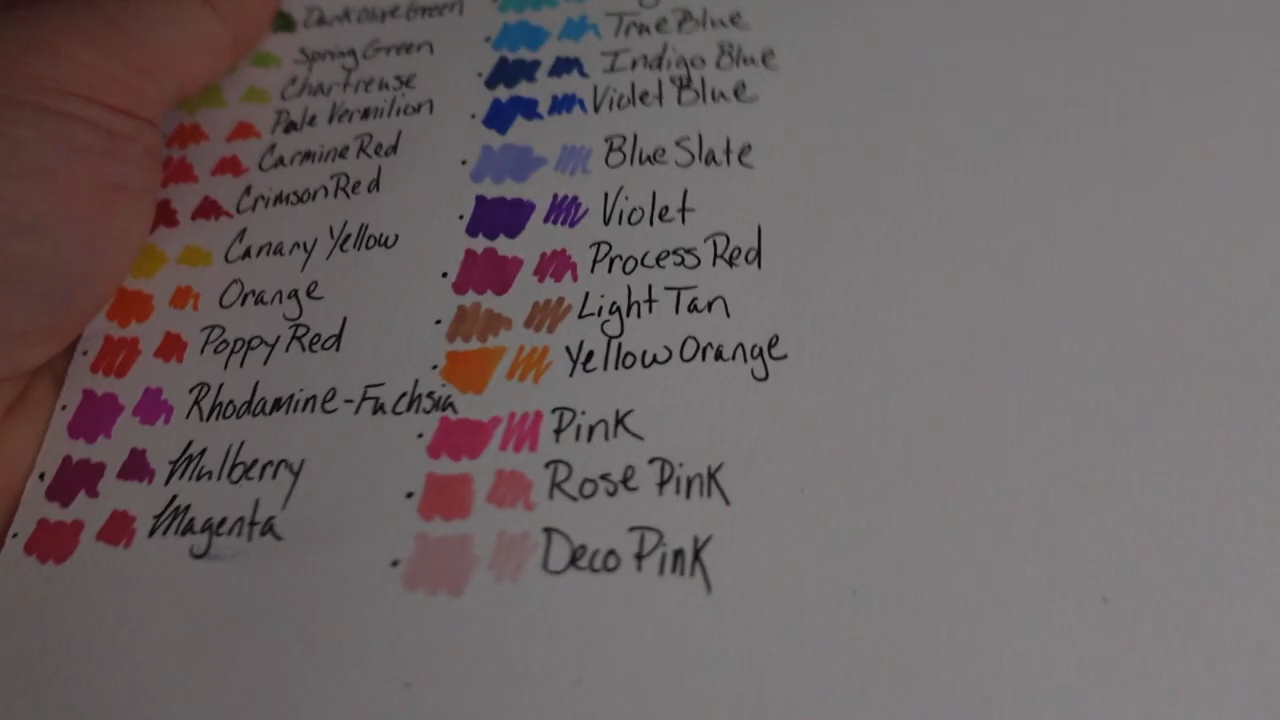 Dark Olive Green
Spring Green
Chartreuse
Pale Vermilion
Carmine Red
Crimson Red
Canary Yellow
Orange
Poppy Red
Rhodamine-Fuchsia
Mulberry
Magenta
True Blue
Indigo Blue
Violet Blue
Blue Slate
Violet
Process Red
Light Tan
Yellow Orange
Pink
Rose Pink
Deco Pink